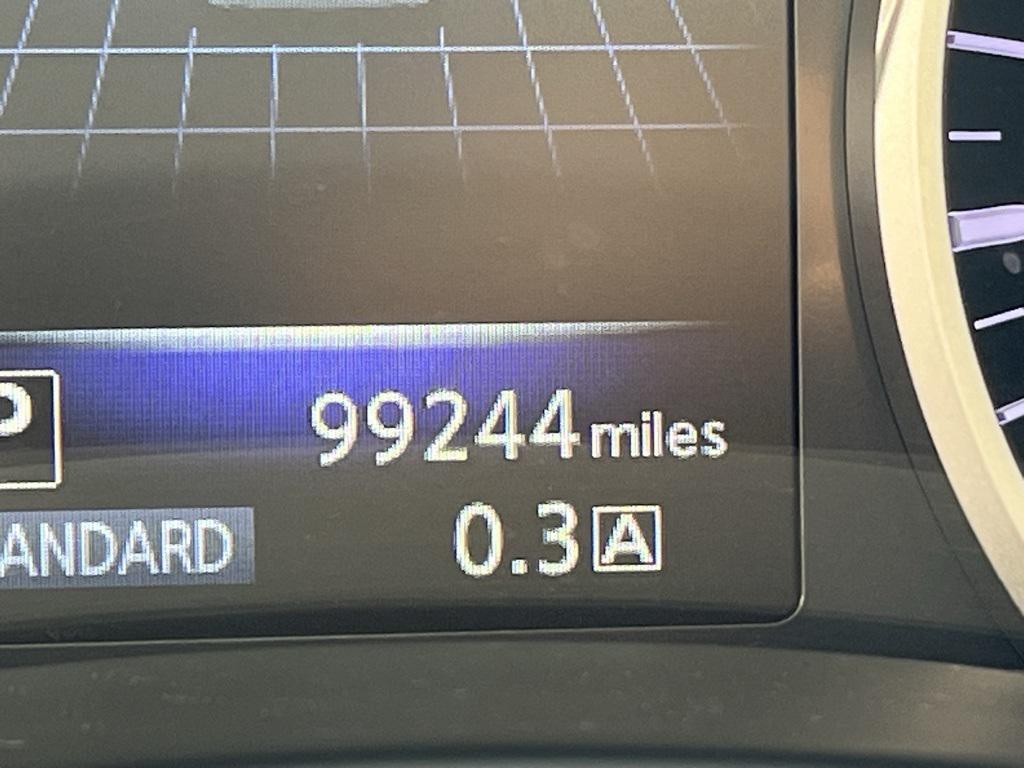 99244 miles
P
0.3 A
ANDARD